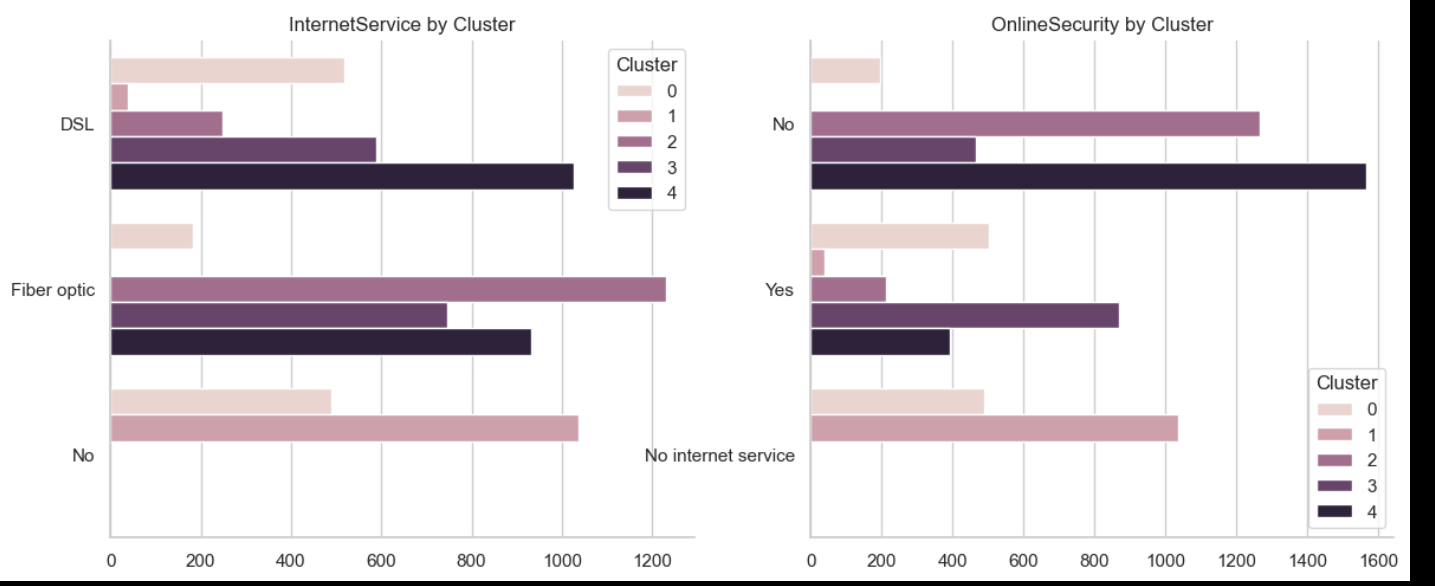 InternetService by Cluster
Cluster
0
1
2
3
4
DSL
Fiber optic
No
0 200 400 600 800 1000 1200
OnlineSecurity by Cluster
No
Yes
No internet service
Cluster
0
1
2
3
4
0 200 400 600 800 1000 1200 1400 1600